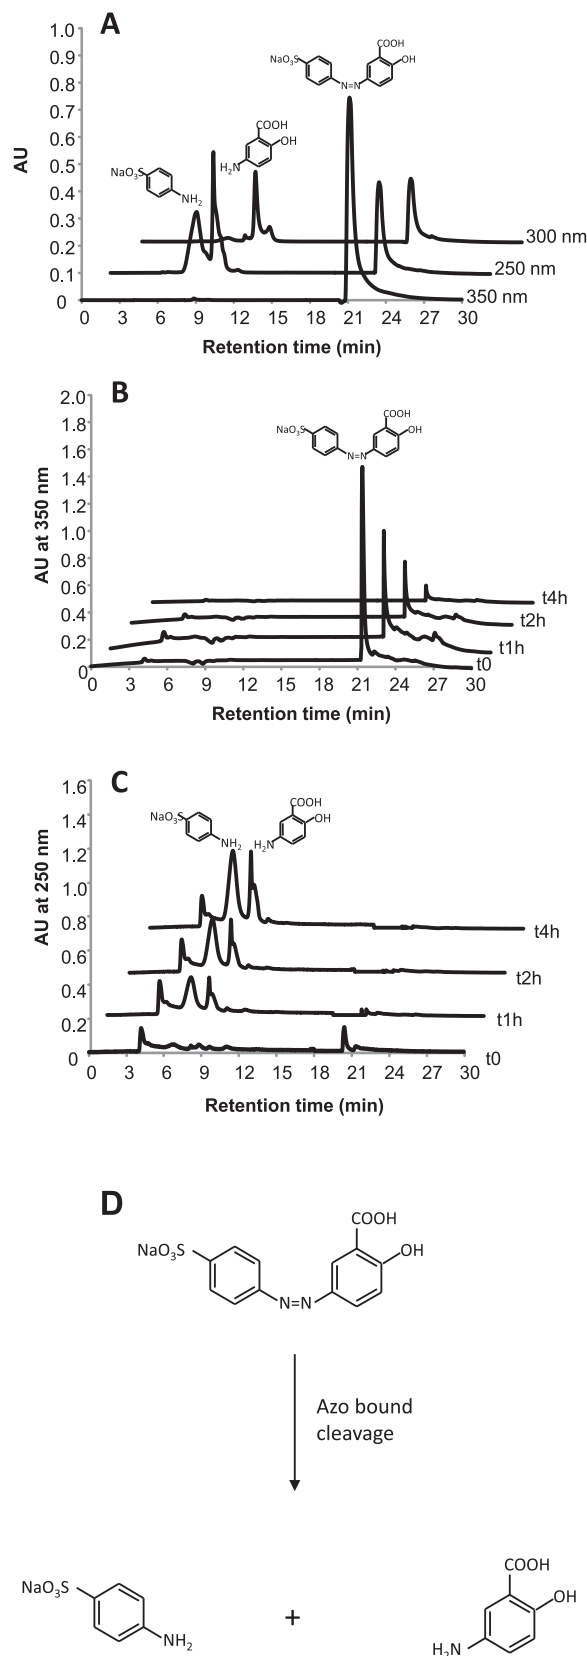 A
1.0
0.9
0.8
0.7
0.6
0.5
0.4
0.3
0.2
0.1
0
AU
COOH
NaO₃S
OH
N=N
COOH
OH
H₂N
NaO₃S
NH₂
300 nm
250 nm
350 nm
0 3 6 9 12 15 18 21 24 27 30
Retention time (min)
B
2.0
1.8
1.6
1.4
1.2
1.0
0.8
0.6
0.4
0.2
0
AU at 350 nm
COOH
NaO₃S
OH
N=N
t4h
t2h
t1h
t0
0 3 6 9 12 15 18 21 24 27 30
Retention time (min)
C
1.6
1.4
1.2
1.0
0.8
0.6
0.4
0.2
0
AU at 250 nm
COOH
NaO₃S
OH
NH₂
H₂N
t4h
t2h
t1h
t0
0 3 6 9 12 15 18 21 24 27 30
Retention time (min)
D
COOH
NaO₃S
OH
N=N
Azo bound
cleavage
COOH
NaO₃S
OH
+
NH₂
H₂N